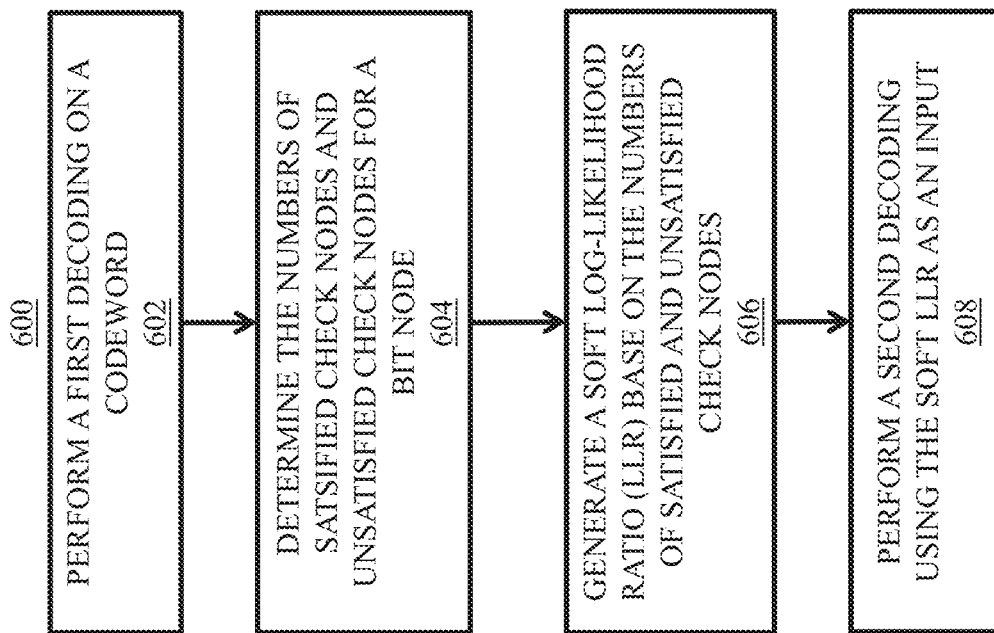 600
PERFORM A FIRST DECODING ON A
CODEWORD
602
DETERMINE THE NUMBERS OF
SATSIFIED CHECK NODES AND
UNSATISFIED CHECK NODES FOR A
BIT NODE
604
GENERATE A SOFT LOG-LIKELIHOOD
RATIO (LLR) BASE ON THE NUMBERS
OF SATISFIED AND UNSATISFIED
CHECK NODES
606
PERFORM A SECOND DECODING
USING THE SOFT LLR AS AN INPUT
608